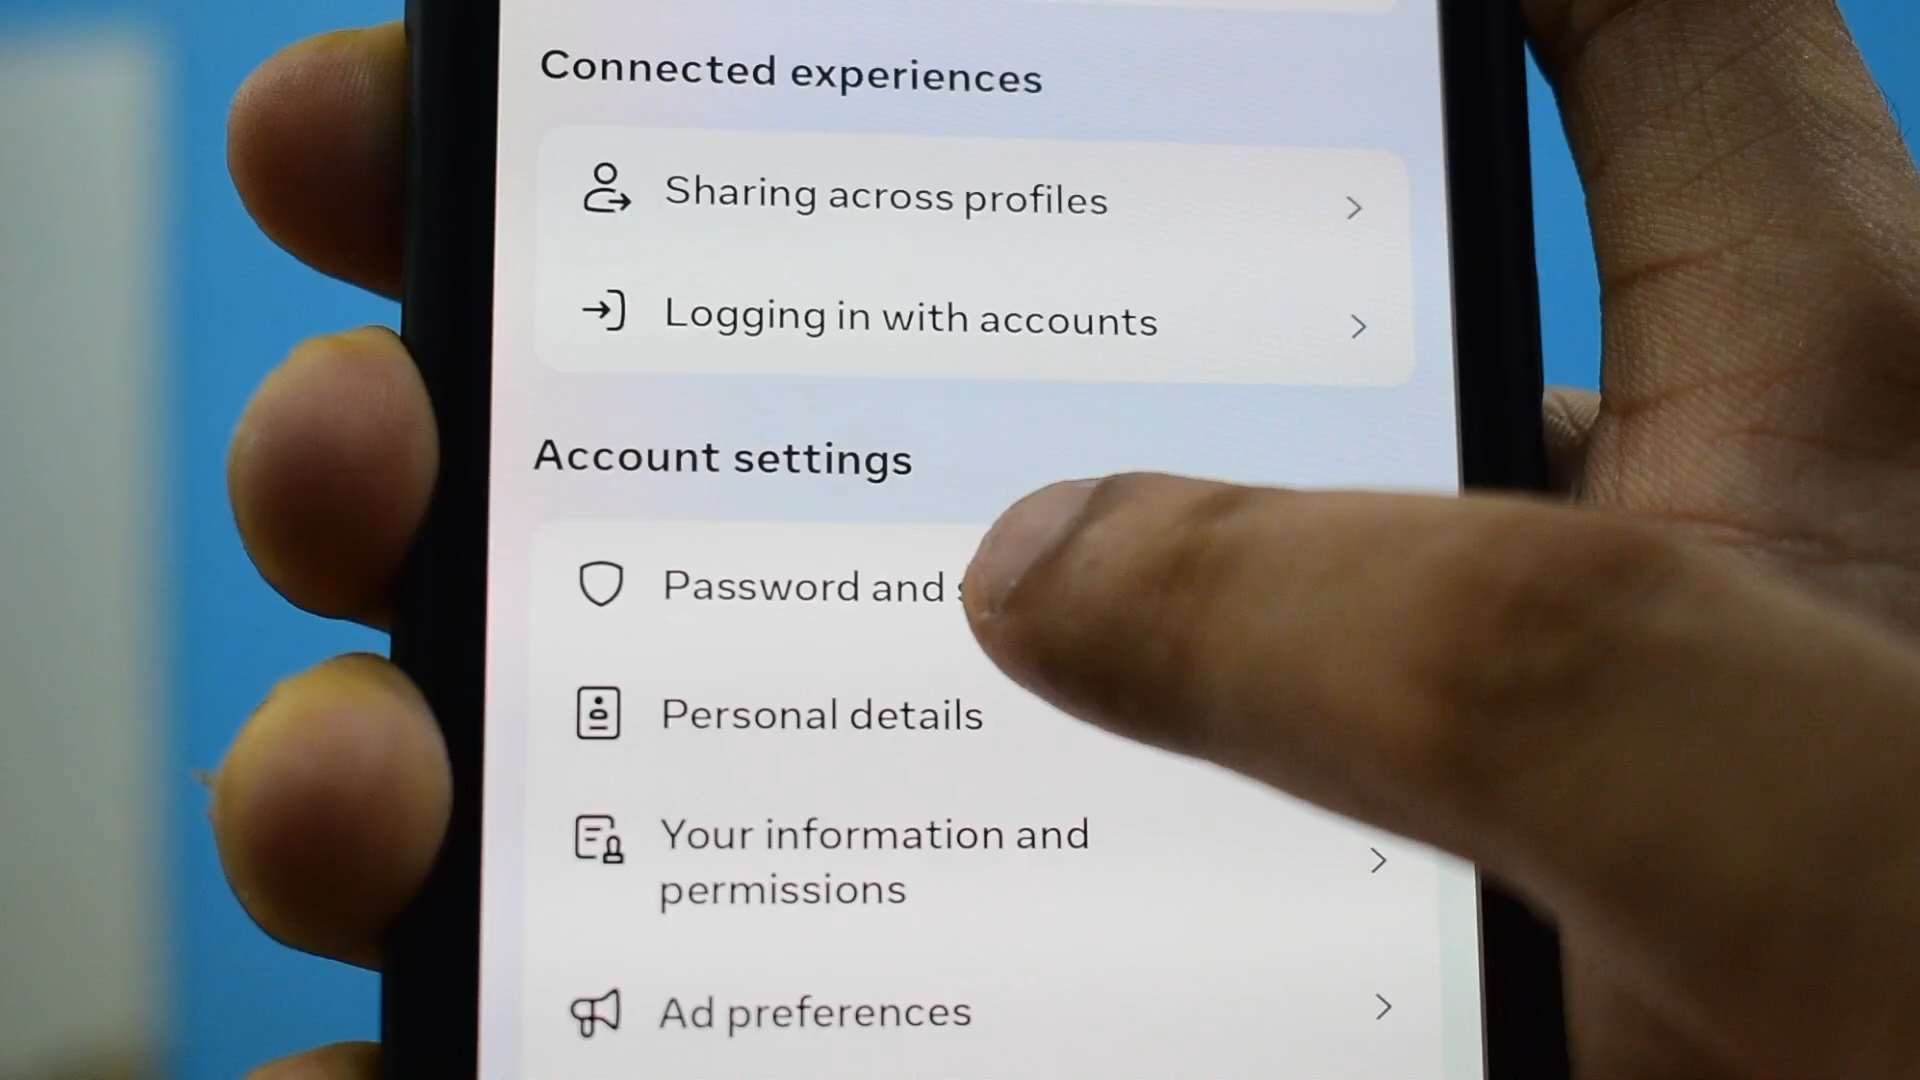 Connected experiences
Sharing across profiles
Logging in with accounts
Account settings
Password and
Personal details
Your information and
permissions
Ad preferences